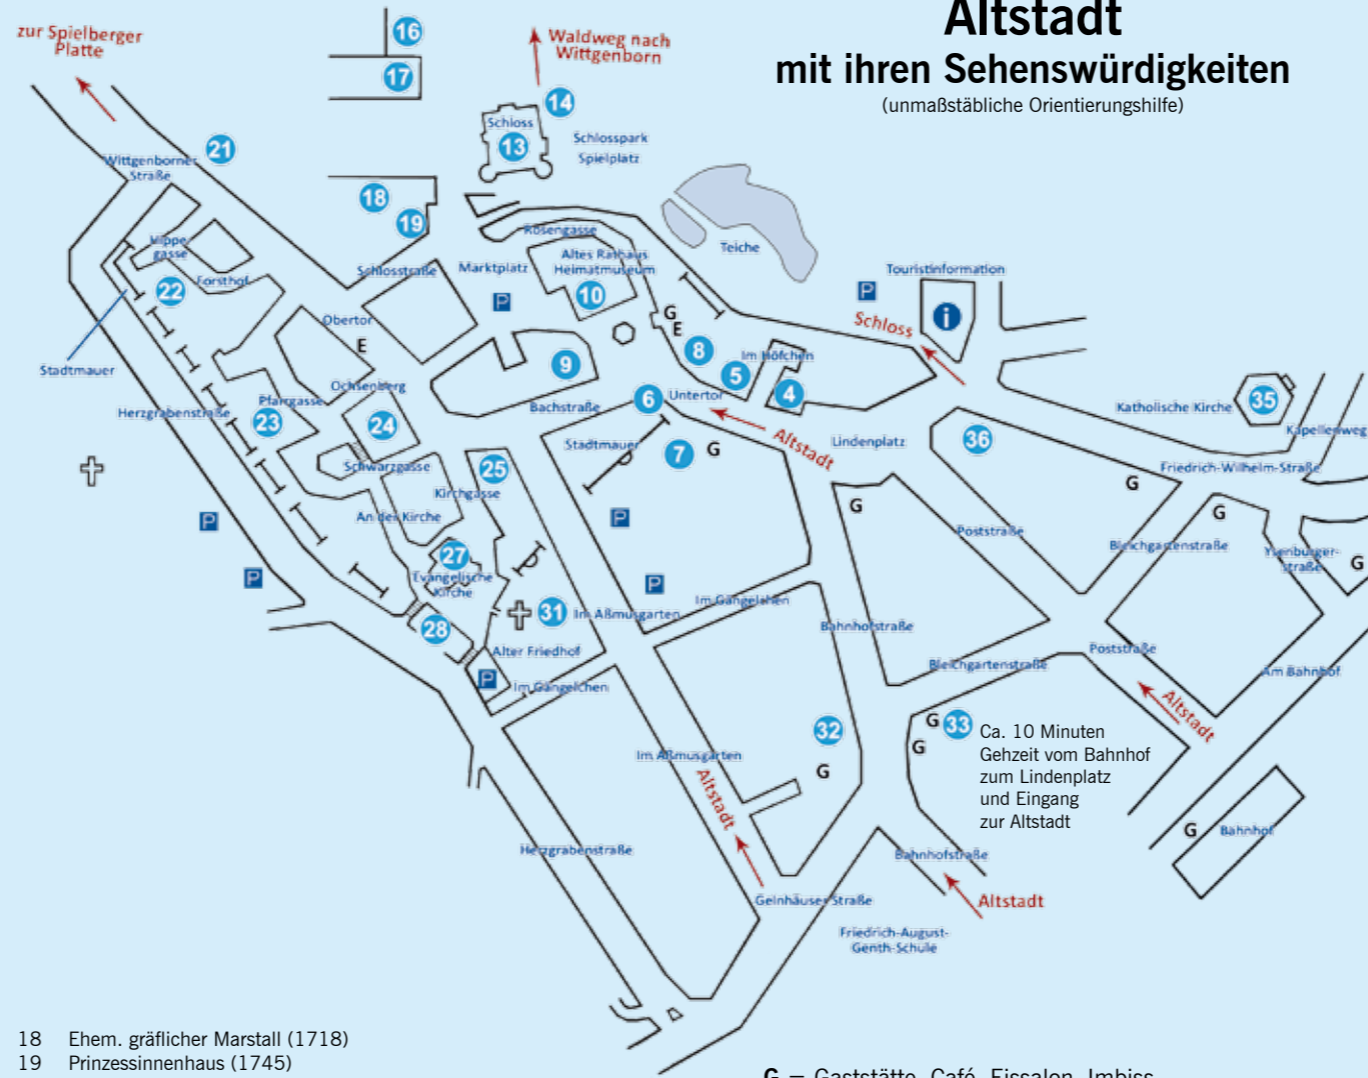 Altstadt
mit ihren Sehenswürdigkeiten
(unmaßstäbliche Orientierungshilfe)
zur Spielberger
Platte
16
17
Waldweg nach
Wittgenborn
14
Schloss
13
Schlosspark
Spielplatz
Wittgenborner
Straße
21
18
19
Rosengasse
Teiche
Vippe
gasse
Forsthof
22
Schlosstraße
Marktplatz
P
Altes Rathaus
Heimatmuseum
10
Touristinformation
P
i
Schloss
Obertor
E
G
E
8
Im Höfchen
5
4
9
Stadtmauer
Ochsenberg
Herzgrabenstraße
Pfarrgasse
23
24
Bachstraße
6
Untertor
Altstadt
Lindenplatz
36
Katholische Kirche
35
Kapellenweg
Stadtmauer
7
G
Schwarzgasse
25
Kirchgasse
Friedrich-Wilhelm-Straße
G
G
G
P
An der Kirche
P
Poststraße
Bleichgartenstraße
Ysenburger-
straße
G
27
Evangelische
Kirche
P
P
31
Im Aßmusgarten
Im Gängelchen
28
Bahnhofstraße
Alter Friedhof
P
Im Gängelchen
Bleichgartenstraße
Poststraße
Am Bahnhof
Altstadt
32
G
33
G
Ca. 10 Minuten
Gehzeit vom Bahnhof
zum Lindenplatz
und Eingang
zur Altstadt
Im Aßmusgarten
G
Altstadt
G
Bahnhof
Herzgrabenstraße
Bahnhofstraße
Gelnhäuser Straße
Altstadt
Friedrich-August-
Genth-Schule
18 Ehem. gräflicher Marstall (1718)
19 Prinzessinnenhaus (1745)
G = Gaststätte, Café, Eissalon, Imbiss